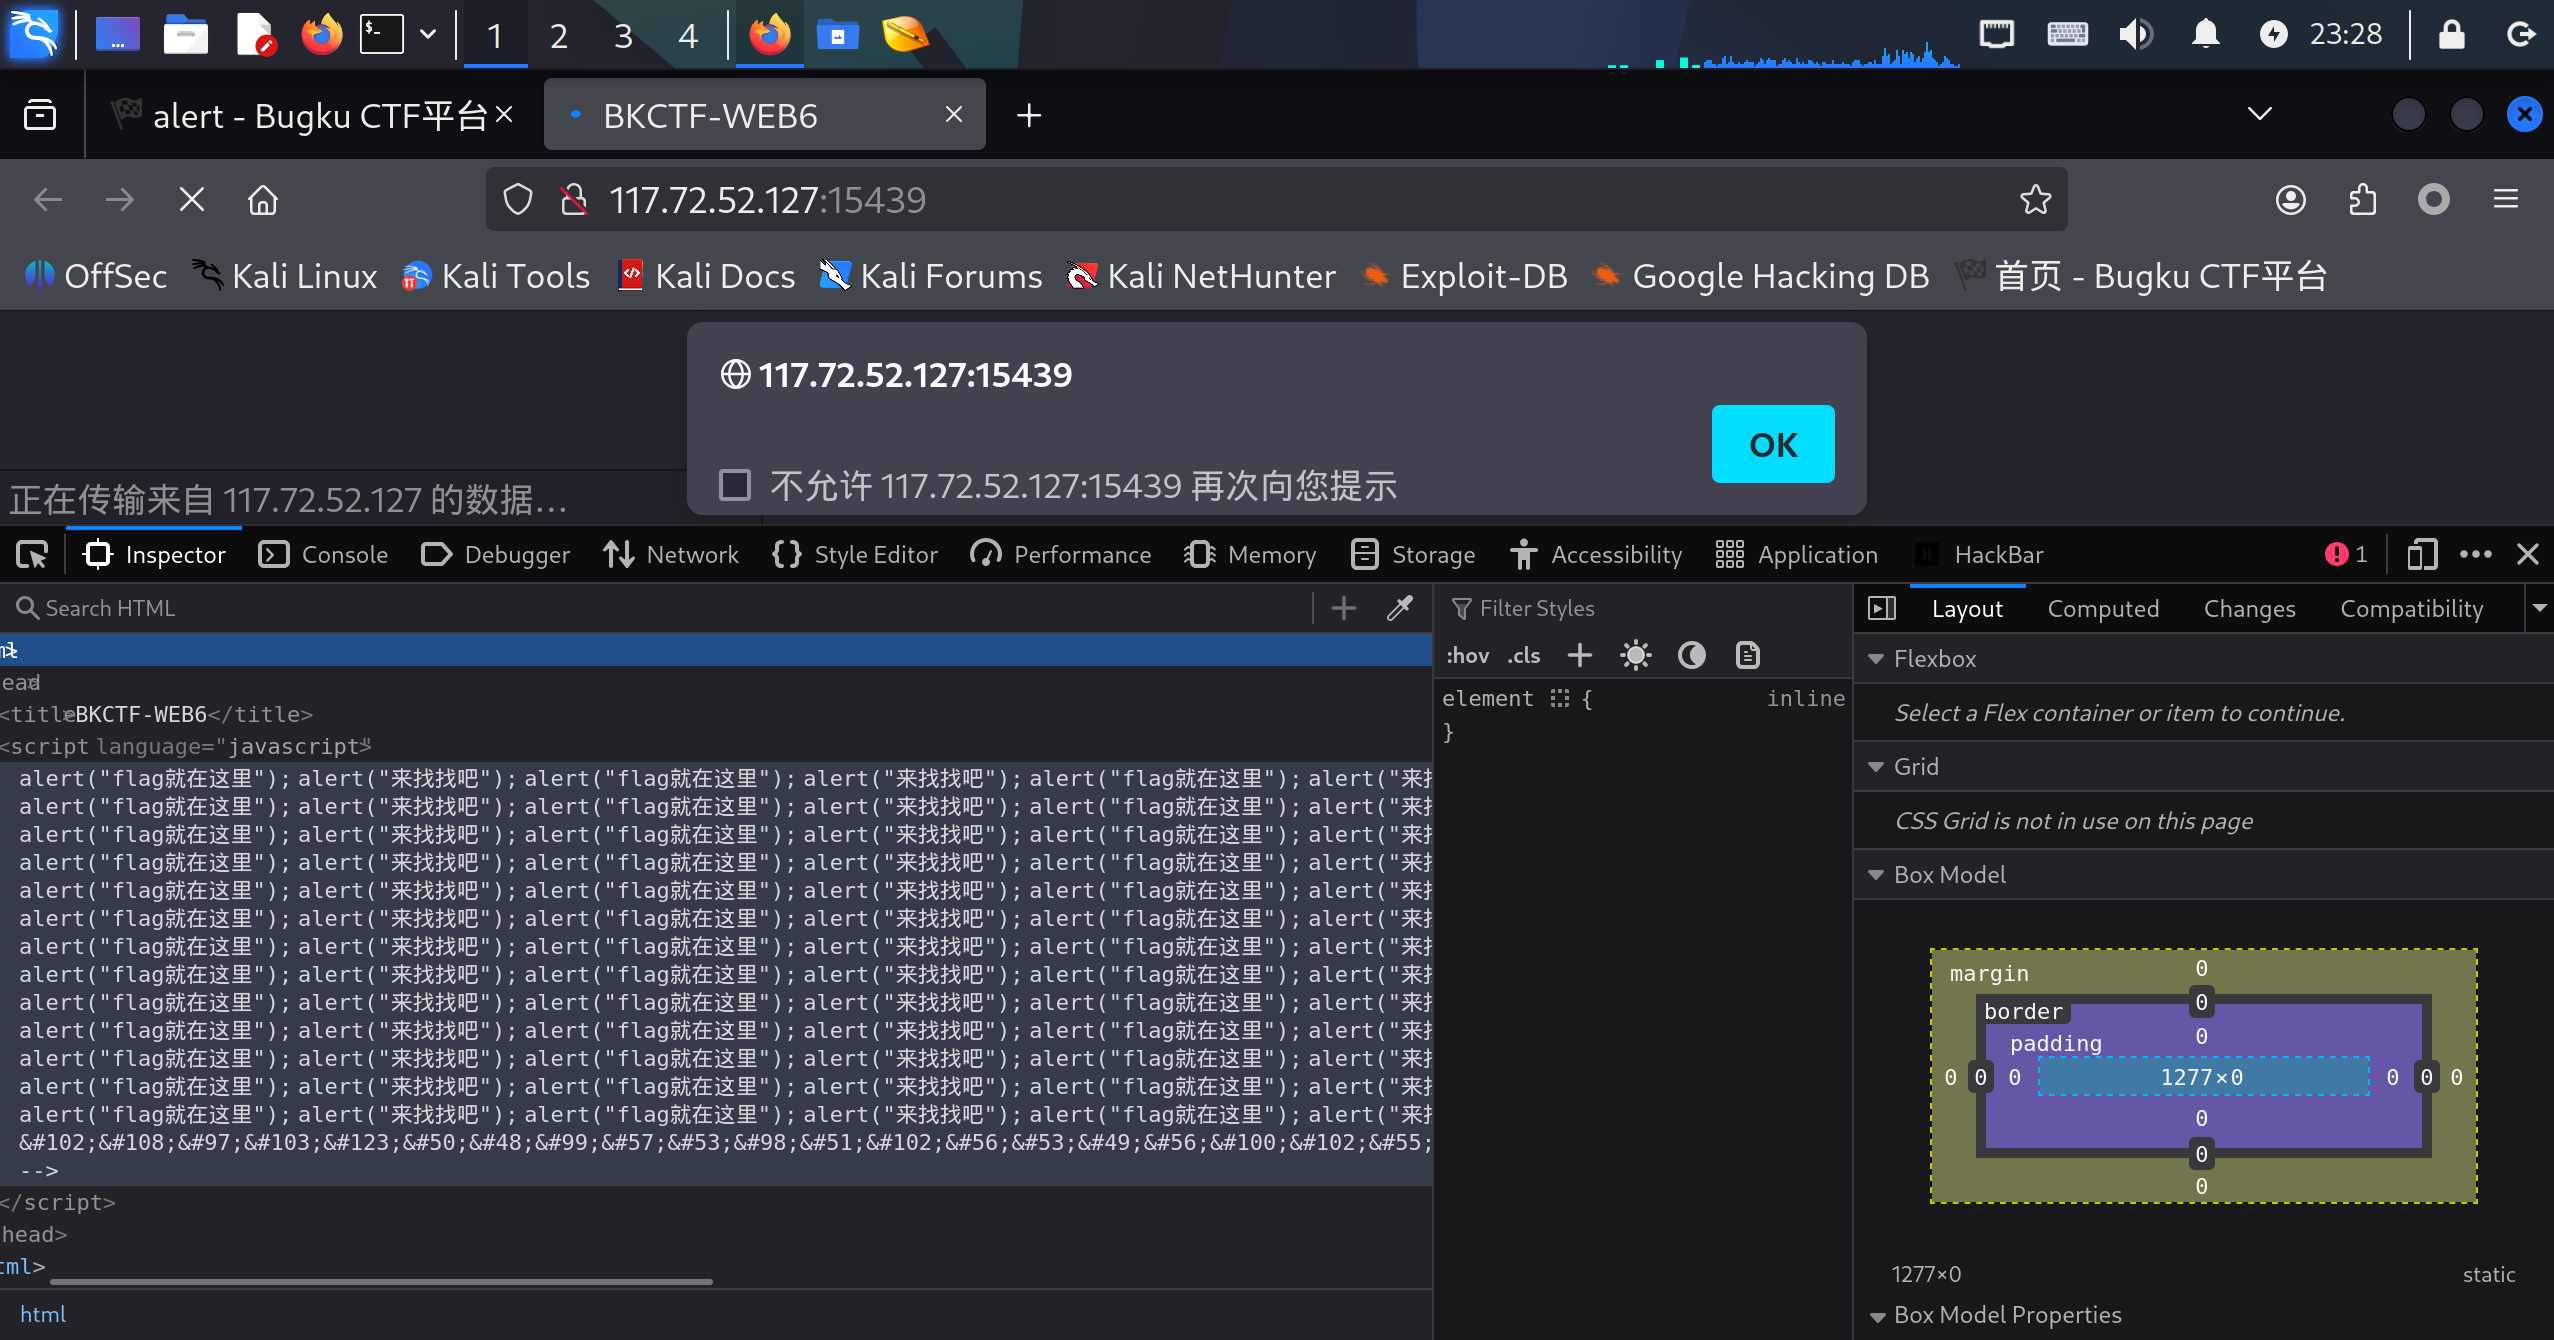 1 2 3 4 23:28
alert - Bugku CTF平台 BKCTF-WEB6
117.72.52.127:15439
OffSec Kali Linux Kali Tools Kali Docs Kali Forums Kali NetHunter Exploit-DB Google Hacking DB 首页 - Bugku CTF平台
117.72.52.127:15439
OK
不允许 117.72.52.127:15439 再次向您提示
正在传输来自 117.72.52.127 的数据...
Inspector Console Debugger Network Style Editor Performance Memory Storage Accessibility Application HackBar 1
Search HTML
Filter Styles
Layout Computed Changes Compatibility
:hov .cls
Flexbox
element { inline
}
Select a Flex container or item to continue.
Grid
CSS Grid is not in use on this page
Box Model
ml>
ead>
<title>BKCTF-WEB6</title>
<script language="javascript">
alert("flag就在这里"); alert("来找找吧"); alert("flag就在这里"); alert("来找找吧"); alert("flag就在这里"); alert("来找
alert("flag就在这里"); alert("来找找吧"); alert("flag就在这里"); alert("来找找吧"); alert("flag就在这里"); alert("来找
alert("flag就在这里"); alert("来找找吧"); alert("flag就在这里"); alert("来找找吧"); alert("flag就在这里"); alert("来找
alert("flag就在这里"); alert("来找找吧"); alert("flag就在这里"); alert("来找找吧"); alert("flag就在这里"); alert("来找
alert("flag就在这里"); alert("来找找吧"); alert("flag就在这里"); alert("来找找吧"); alert("flag就在这里"); alert("来找
alert("flag就在这里"); alert("来找找吧"); alert("flag就在这里"); alert("来找找吧"); alert("flag就在这里"); alert("来找
alert("flag就在这里"); alert("来找找吧"); alert("flag就在这里"); alert("来找找吧"); alert("flag就在这里"); alert("来找
alert("flag就在这里"); alert("来找找吧"); alert("flag就在这里"); alert("来找找吧"); alert("flag就在这里"); alert("来找
alert("flag就在这里"); alert("来找找吧"); alert("flag就在这里"); alert("来找找吧"); alert("flag就在这里"); alert("来找
alert("flag就在这里"); alert("来找找吧"); alert("flag就在这里"); alert("来找找吧"); alert("flag就在这里"); alert("来找
alert("flag就在这里"); alert("来找找吧"); alert("flag就在这里"); alert("来找找吧"); alert("flag就在这里"); alert("来找
alert("flag就在这里"); alert("来找找吧"); alert("flag就在这里"); alert("来找找吧"); alert("flag就在这里"); alert("来找
alert("flag就在这里"); alert("来找找吧"); alert("flag就在这里"); alert("来找找吧"); alert("flag就在这里"); alert("来找
&#102;&#108;&#97;&#103;&#123;&#50;&#48;&#99;&#57;&#53;&#98;&#51;&#102;&#56;&#53;&#49;&#56;&#100;&#102;&#55;
-->
</script>
head>
tml>
html
margin 0
border 0
padding 0
0 0 0 1277×0 0 0 0
0
0
0
1277×0 static
Box Model Properties